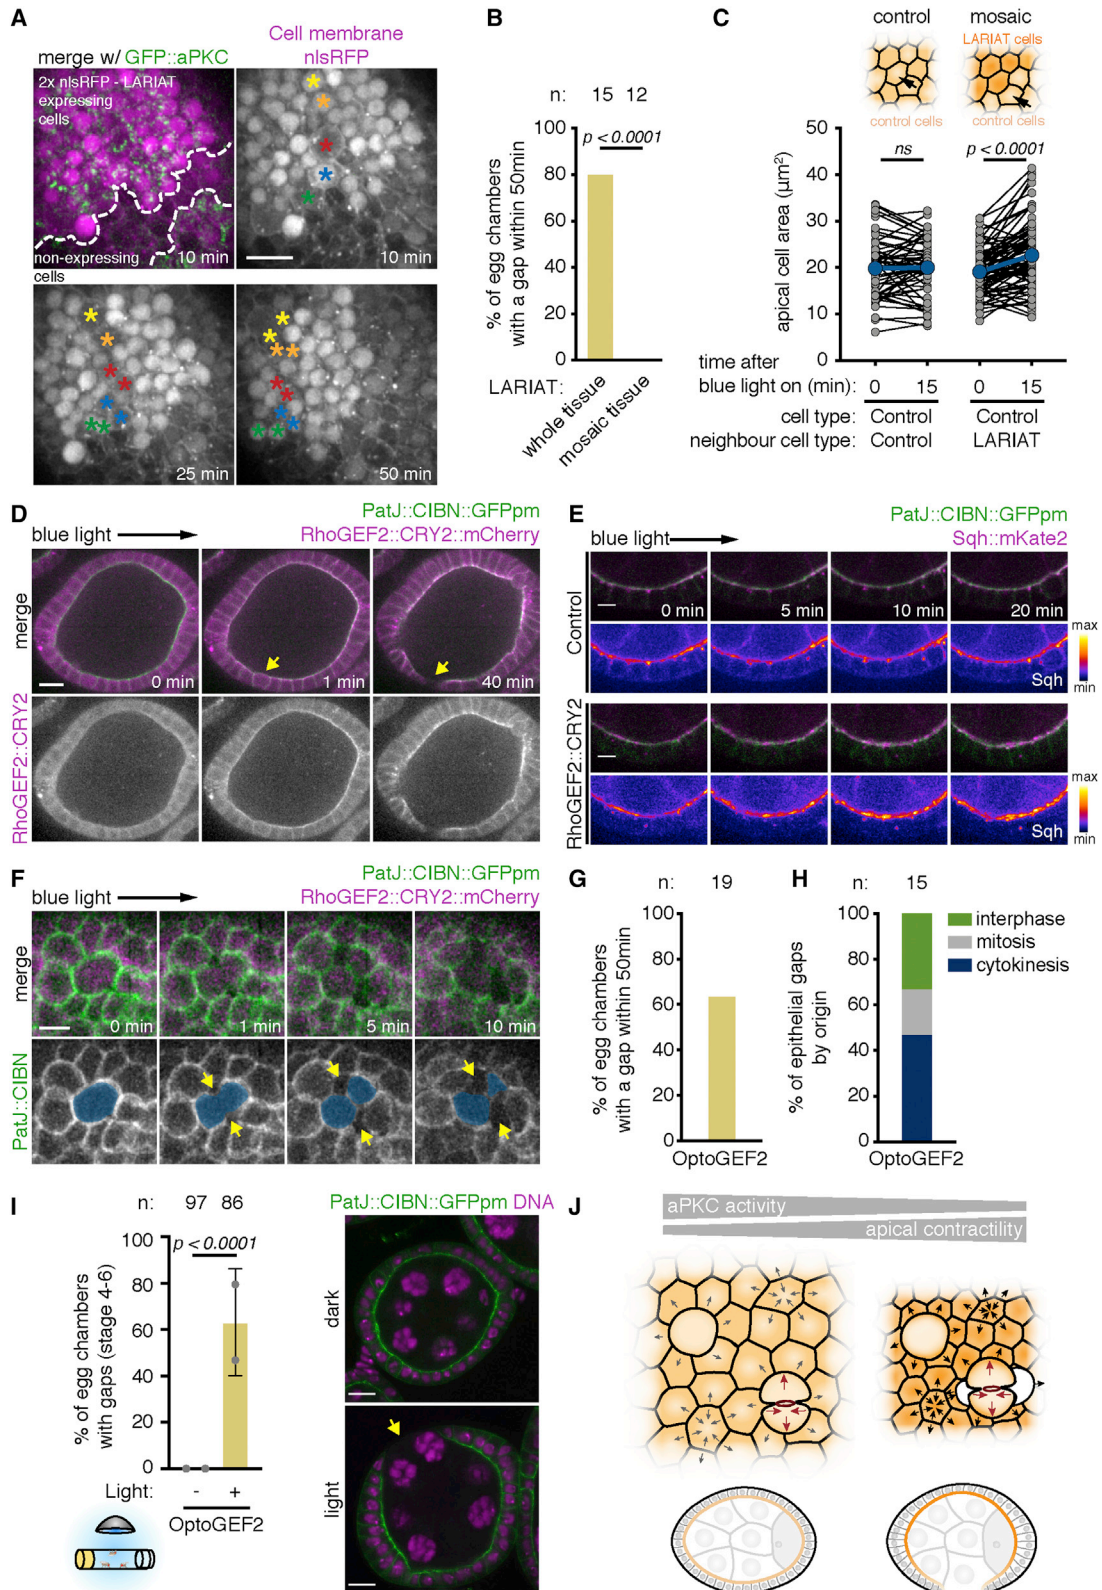 A
merge w/ GFP::aPKC
Cell membrane
nlsRFP
2x nlsRFP - LARIAT
expressing
cells
non-expressing
cells
10 min
10 min
25 min
50 min
B
n: 15 12
% of egg chambers
with a gap within 50min
100
80
60
40
20
0
p < 0.0001
LARIAT:
whole tissue
mosaic tissue
C
control
mosaic
LARIAT cells
control cells
control cells
apical cell area (µm²)
50
40
30
20
10
0
ns
p < 0.0001
time after
blue light on (min): 0 15 0 15
cell type: Control Control
neighbour cell type: Control LARIAT
D
PatJ::CIBN::GFPpm
blue light
RhoGEF2::CRY2::mCherry
merge
0 min
1 min
40 min
RhoGEF2::CRY2
E
PatJ::CIBN::GFPpm
blue light
Sqh::mKate2
Control
0 min
5 min
10 min
20 min
Sqh
max
min
RhoGEF2::CRY2
Sqh
max
min
F
PatJ::CIBN::GFPpm
blue light
RhoGEF2::CRY2::mCherry
merge
0 min
1 min
5 min
10 min
PatJ::CIBN
G
n: 19
% of egg chambers
with a gap within 50min
100
80
60
40
20
0
OptoGEF2
H
n: 15
% of epithelial gaps
by origin
100
80
60
40
20
0
interphase
mitosis
cytokinesis
OptoGEF2
I
n: 97 86
p < 0.0001
% of egg chambers
with gaps (stage 4-6)
100
80
60
40
20
0
Light: - +
OptoGEF2
PatJ::CIBN::GFPpm DNA
dark
light
J
aPKC activity
apical contractility